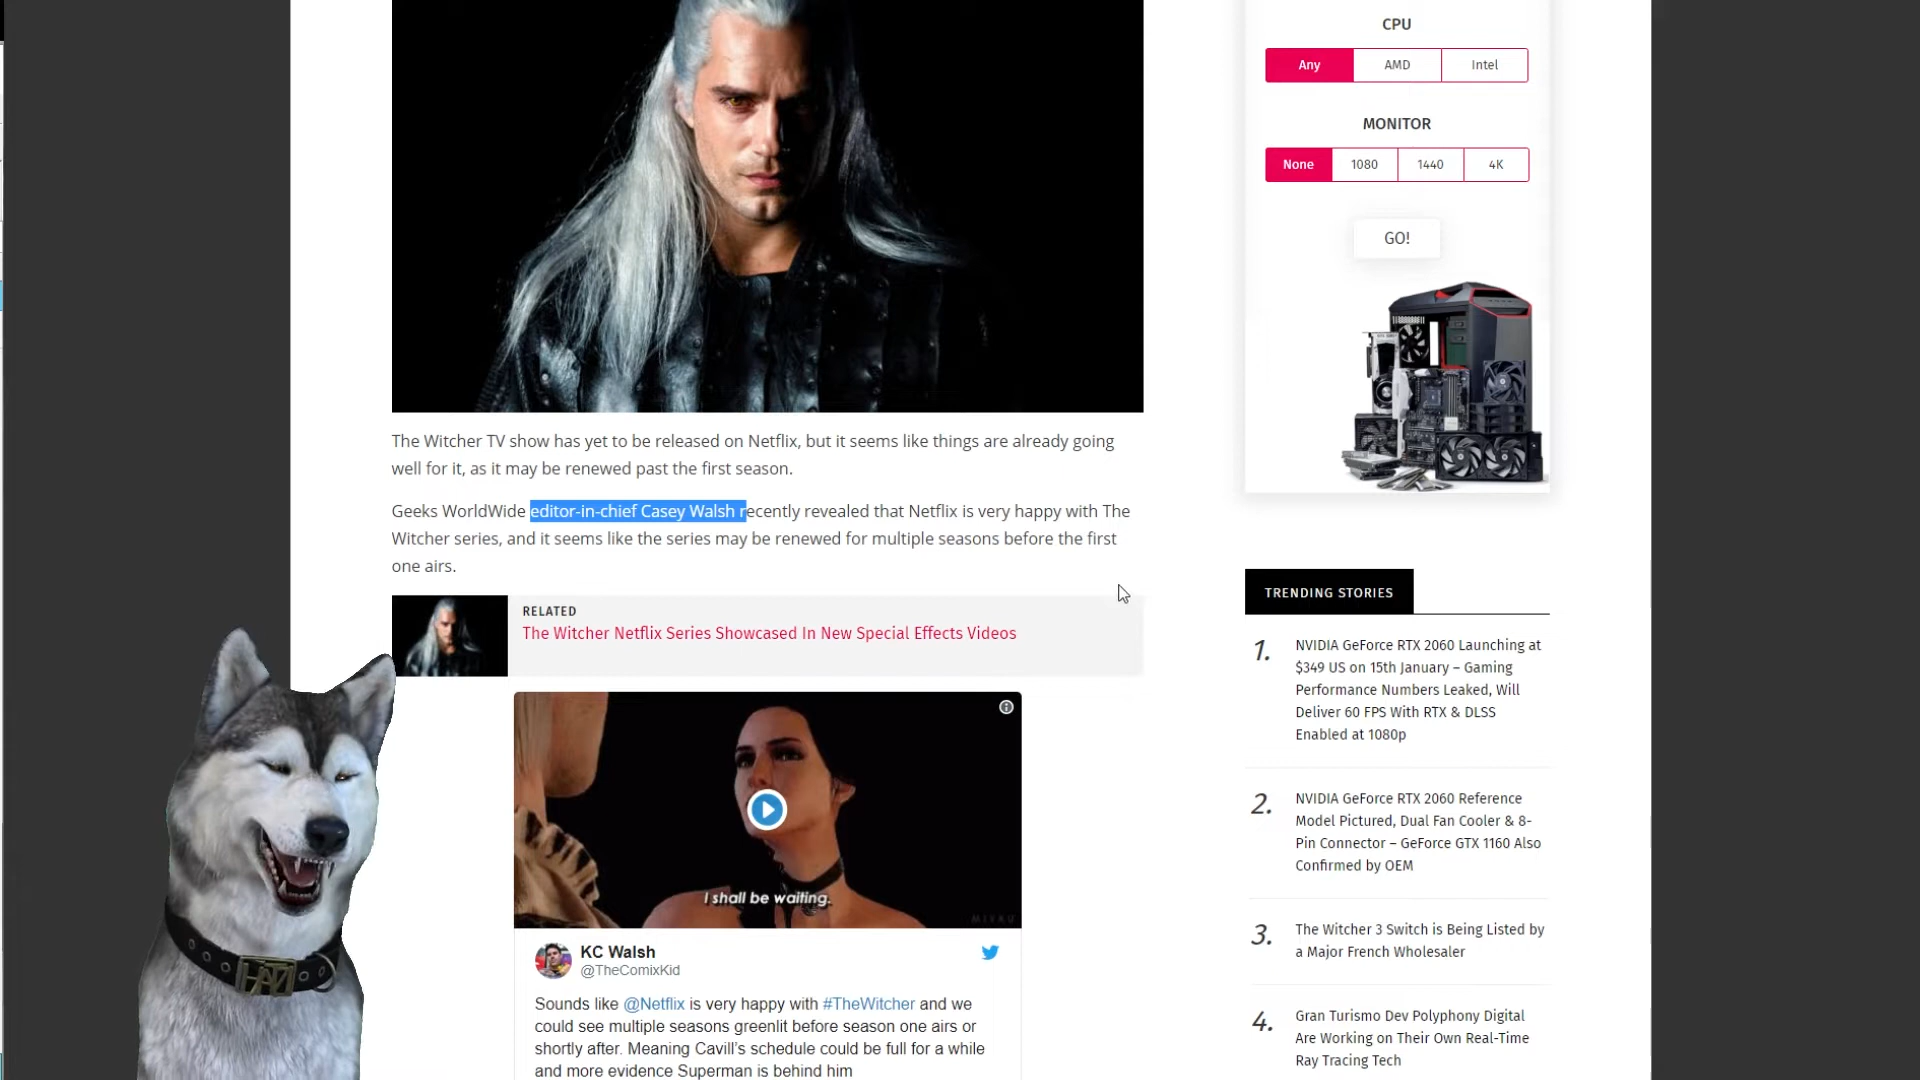 The Witcher TV show has yet to be released on Netflix, but it seems like things are already going
well for it, as it may be renewed past the first season.
Geeks WorldWide editor-in-chief Casey Walsh recently revealed that Netflix is very happy with The
Witcher series, and it seems like the series may be renewed for multiple seasons before the first
one airs.
RELATED
The Witcher Netflix Series Showcased In New Special Effects Videos
I shall be waiting.
KC Walsh
@TheComixKid
Sounds like @Netflix is very happy with #TheWitcher and we
could see multiple seasons greenlit before season one airs or
shortly after. Meaning Cavill's schedule could be full for a while
and more evidence Superman is behind him
CPU
Any AMD Intel
MONITOR
None 1080 1440 4K
GO!
TRENDING STORIES
1. NVIDIA GeForce RTX 2060 Launching at
$349 US on 15th January – Gaming
Performance Numbers Leaked, Will
Deliver 60 FPS With RTX & DLSS
Enabled at 1080p
2. NVIDIA GeForce RTX 2060 Reference
Model Pictured, Dual Fan Cooler & 8-
Pin Connector – GeForce GTX 1160 Also
Confirmed by OEM
3. The Witcher 3 Switch is Being Listed by
a Major French Wholesaler
4. Gran Turismo Dev Polyphony Digital
Are Working on Their Own Real-Time
Ray Tracing Tech